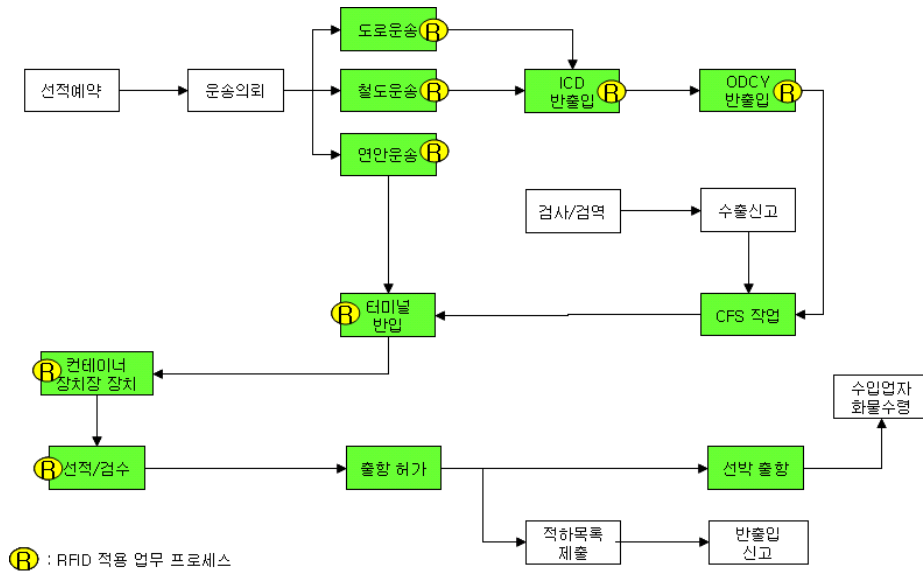 도로운송 R
선적예약
운송의뢰
철도운송 R
ICD
반출입 R
ODCY
반출입 R
연안운송 R
검사/검역
수출신고
R 터미널
반입
CFS 작업
R 컨테이너
장치장 장치
수입업자
화물수령
R 선적/검수
출항 허가
선박 출항
적하목록
제출
반출입
신고
R : RFID 적용 업무 프로세스